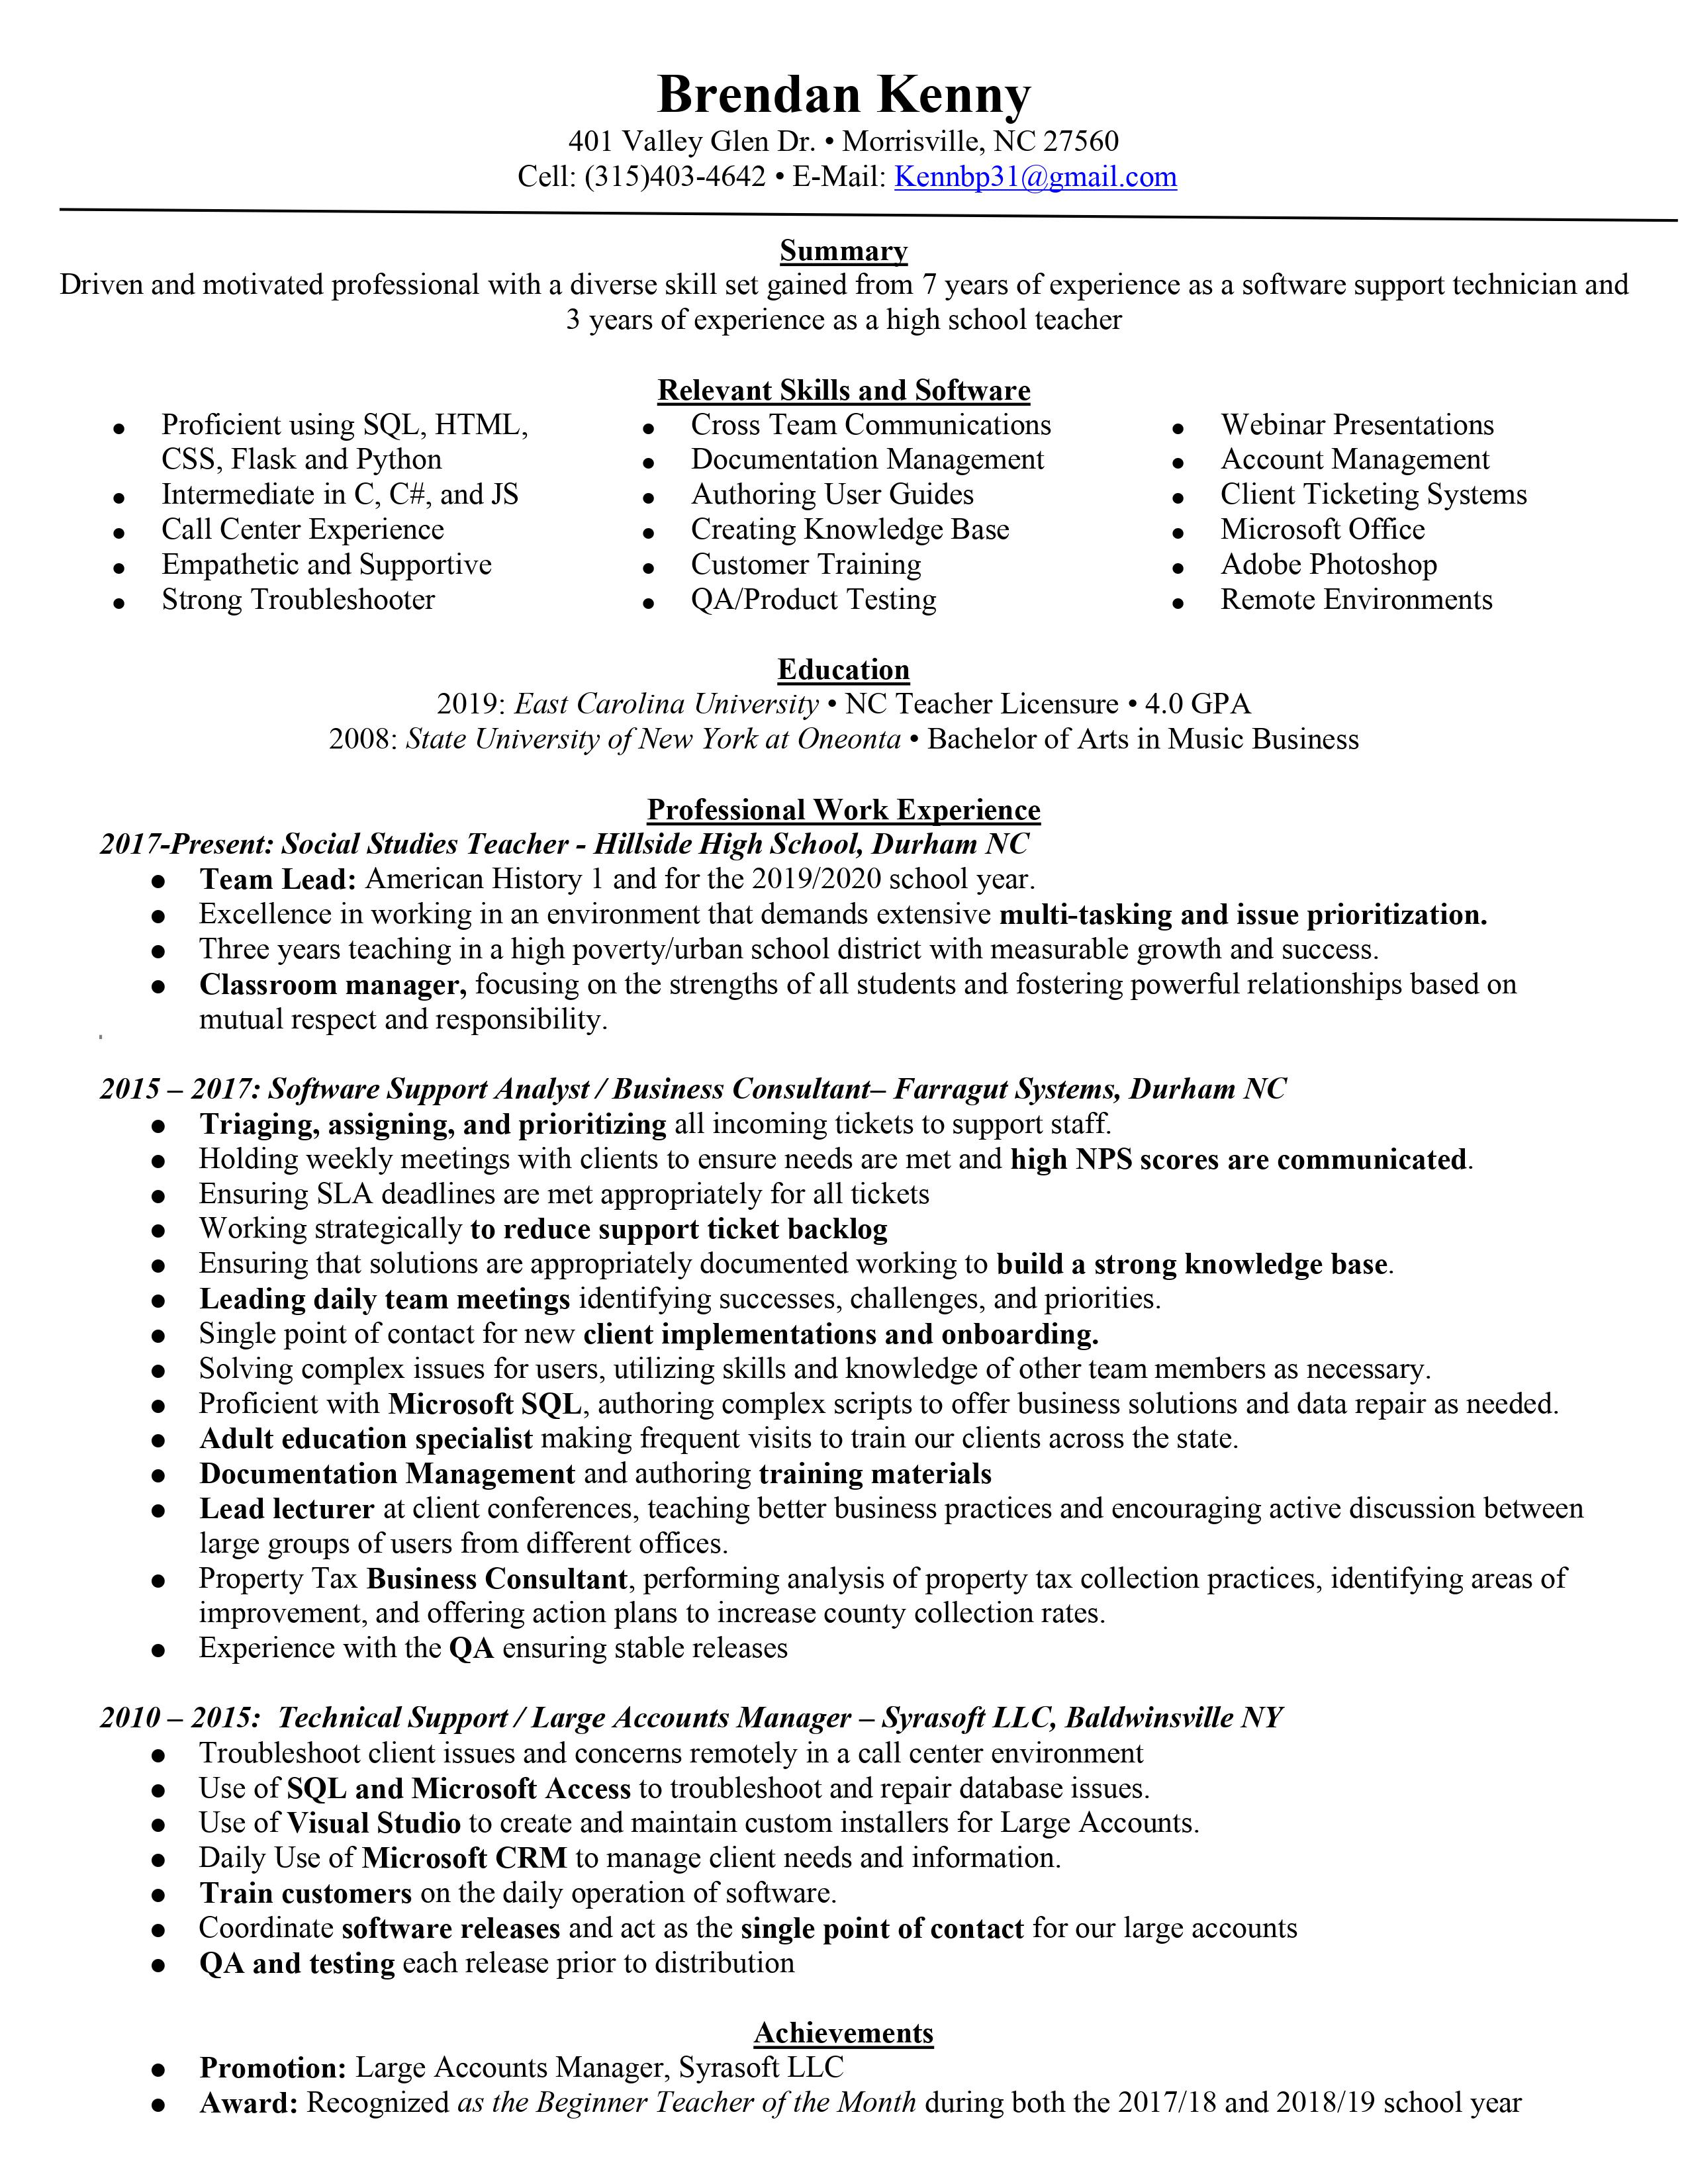 Brendan Kenny
401 Valley Glen Dr. • Morrisville, NC 27560
Cell: (315)403-4642 • E-Mail: Kennbp31@gmail.com
Summary
Driven and motivated professional with a diverse skill set gained from 7 years of experience as a software support technician and
3 years of experience as a high school teacher
Relevant Skills and Software
● Proficient using SQL, HTML,
CSS, Flask and Python
● Intermediate in C, C#, and JS
● Call Center Experience
● Empathetic and Supportive
● Strong Troubleshooter
● Cross Team Communications
● Documentation Management
● Authoring User Guides
● Creating Knowledge Base
● Customer Training
● QA/Product Testing
● Webinar Presentations
● Account Management
● Client Ticketing Systems
● Microsoft Office
● Adobe Photoshop
● Remote Environments
Education
2019: East Carolina University • NC Teacher Licensure • 4.0 GPA
2008: State University of New York at Oneonta • Bachelor of Arts in Music Business
Professional Work Experience
2017-Present: Social Studies Teacher - Hillside High School, Durham NC
● Team Lead: American History 1 and for the 2019/2020 school year.
● Excellence in working in an environment that demands extensive multi-tasking and issue prioritization.
● Three years teaching in a high poverty/urban school district with measurable growth and success.
● Classroom manager, focusing on the strengths of all students and fostering powerful relationships based on
mutual respect and responsibility.
2015 – 2017: Software Support Analyst / Business Consultant– Farragut Systems, Durham NC
● Triaging, assigning, and prioritizing all incoming tickets to support staff.
● Holding weekly meetings with clients to ensure needs are met and high NPS scores are communicated.
● Ensuring SLA deadlines are met appropriately for all tickets
● Working strategically to reduce support ticket backlog
● Ensuring that solutions are appropriately documented working to build a strong knowledge base.
● Leading daily team meetings identifying successes, challenges, and priorities.
● Single point of contact for new client implementations and onboarding.
● Solving complex issues for users, utilizing skills and knowledge of other team members as necessary.
● Proficient with Microsoft SQL, authoring complex scripts to offer business solutions and data repair as needed.
● Adult education specialist making frequent visits to train our clients across the state.
● Documentation Management and authoring training materials
● Lead lecturer at client conferences, teaching better business practices and encouraging active discussion between
large groups of users from different offices.
● Property Tax Business Consultant, performing analysis of property tax collection practices, identifying areas of
improvement, and offering action plans to increase county collection rates.
● Experience with the QA ensuring stable releases
2010 – 2015: Technical Support / Large Accounts Manager – Syrasoft LLC, Baldwinsville NY
● Troubleshoot client issues and concerns remotely in a call center environment
● Use of SQL and Microsoft Access to troubleshoot and repair database issues.
● Use of Visual Studio to create and maintain custom installers for Large Accounts.
● Daily Use of Microsoft CRM to manage client needs and information.
● Train customers on the daily operation of software.
● Coordinate software releases and act as the single point of contact for our large accounts
● QA and testing each release prior to distribution
Achievements
● Promotion: Large Accounts Manager, Syrasoft LLC
● Award: Recognized as the Beginner Teacher of the Month during both the 2017/18 and 2018/19 school year